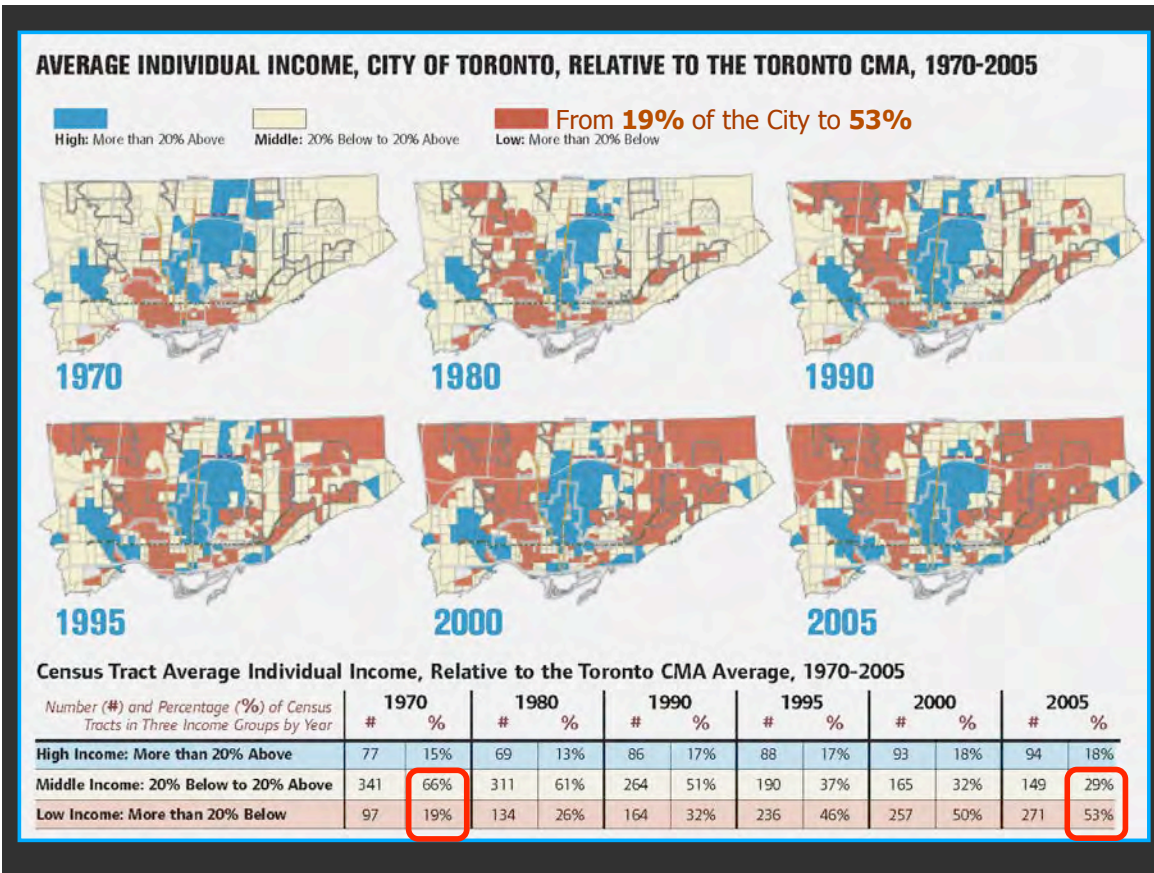 AVERAGE INDIVIDUAL INCOME, CITY OF TORONTO, RELATIVE TO THE TORONTO CMA, 1970-2005
From 19% of the City to 53%
High: More than 20% Above Middle: 20% Below to 20% Above Low: More than 20% Below
1970 1980 1990
1995 2000 2005
Census Tract Average Individual Income, Relative to the Toronto CMA Average, 1970-2005
Number (#) and Percentage (%) of Census 1970 1980 1990 1995 2000 2005
Tracts in Three Income Groups by Year # % # % # % # % # % # %
High Income: More than 20% Above 77 15% 69 13% 86 17% 88 17% 93 18% 94 18%
Middle Income: 20% Below to 20% Above 341 66% 311 61% 264 51% 190 37% 165 32% 149 29%
Low Income: More than 20% Below 97 19% 134 26% 164 32% 236 46% 257 50% 271 53%